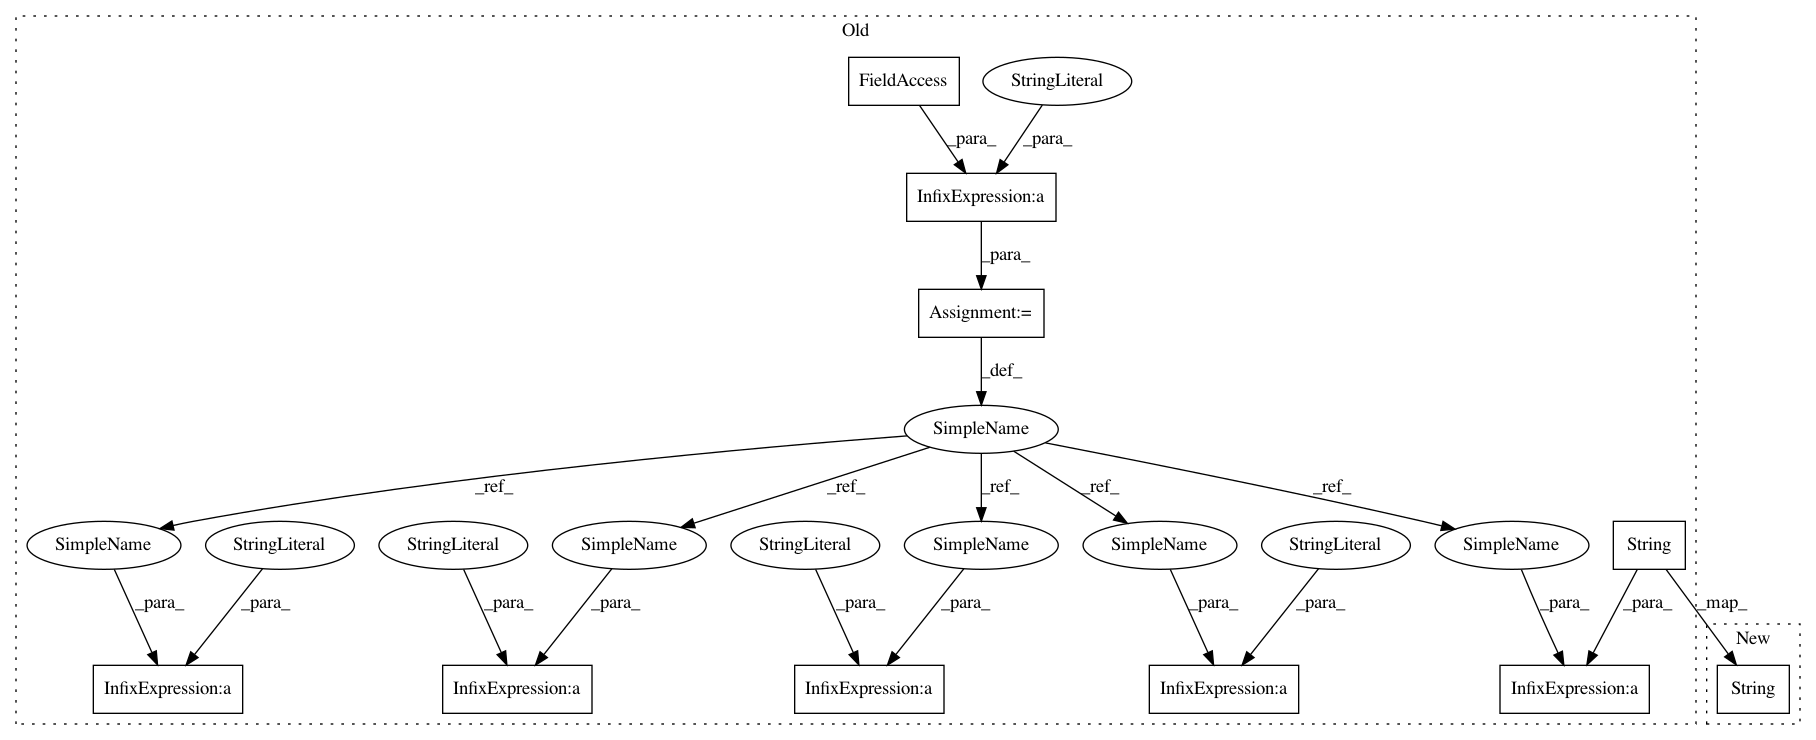 Old
FieldAccess
StringLiteral
_para_
_para_
InfixExpression:a
_para_
Assignment:=
_def_
SimpleName
_ref_
_ref_
_ref_
_ref_
_ref_
SimpleName
StringLiteral
StringLiteral
SimpleName
StringLiteral
SimpleName
SimpleName
StringLiteral
SimpleName
String
_para_
_para_
_para_
_para_
_para_
_para_
_para_
_para_
_para_
_para_
_map_
New
InfixExpression:a
InfixExpression:a
InfixExpression:a
InfixExpression:a
InfixExpression:a
String